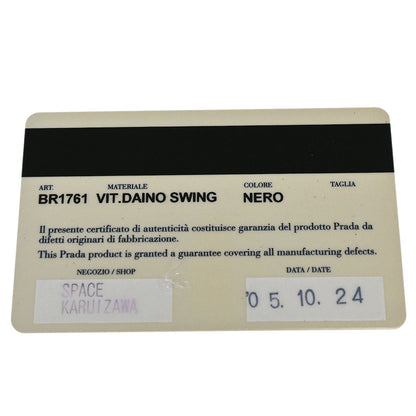 ART. MATERIALE COLORE TAGLIA
BR1761 VIT.DAINO SWING NERO
Il presente certificato di autenticità costituisce garanzia del prodotto Prada da
difetti originari di fabbricazione.
This Prada product is granted a guarantee covering all manufacturing defects.
NEGOZIO / SHOP DATA / DATE
SPACE
KARUIZAWA
'05.10.24